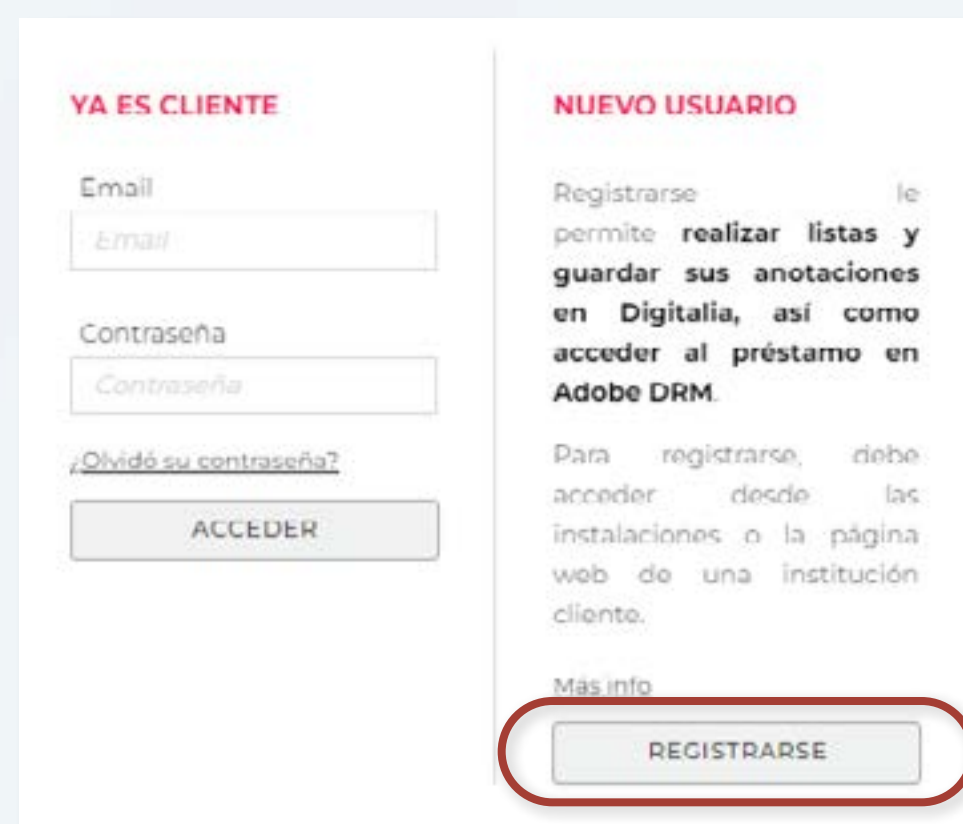 YA ES CLIENTE
Email
Email
Contraseña
Contraseña
¿Olvidó su contraseña?
ACCEDER
NUEVO USUARIO
Registrarse le
permite realizar listas y
guardar sus anotaciones
en Digitalia, así como
acceder al préstamo en
Adobe DRM.
Para registrarse, debe
acceder desde las
instalaciones o la página
web de una institución
cliente.
Más info
REGISTRARSE